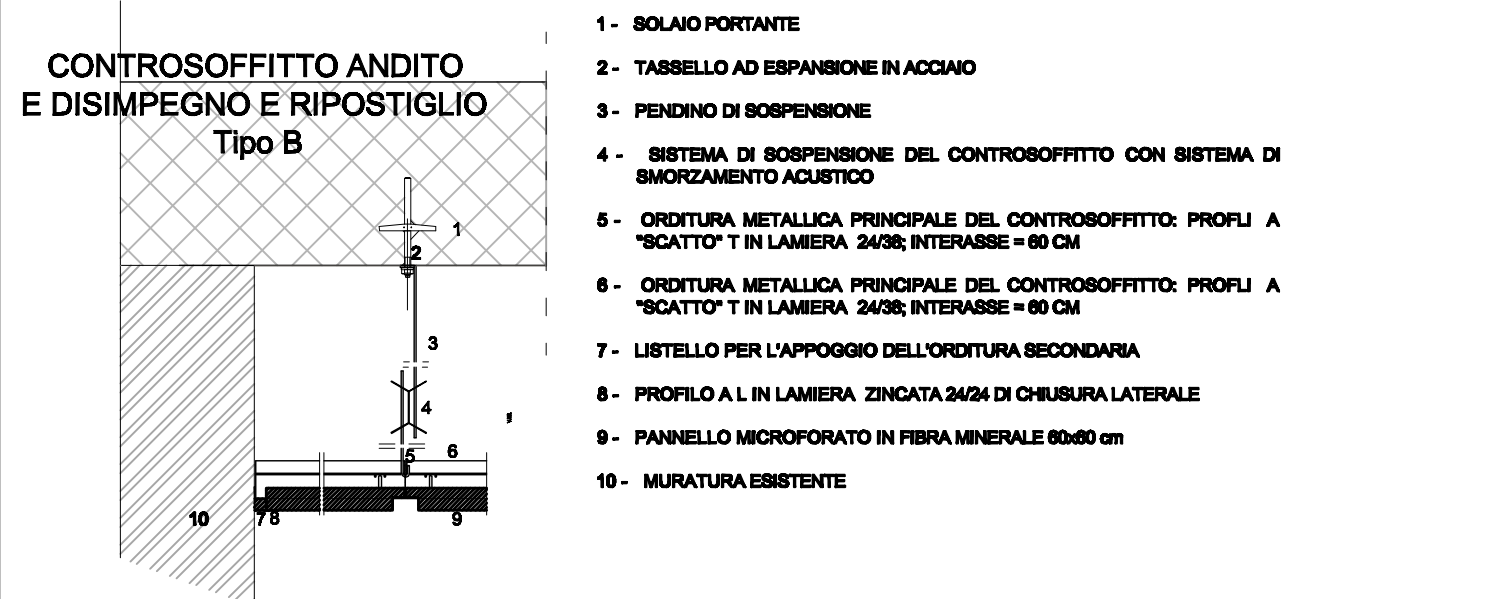 CONTROSOFFITTO ANDITO
E DISIMPEGNO E RIPOSTIGLIO
Tipo B
1
2
3
4
5
6
10
7 8
9
1 - SOLAIO PORTANTE
2 - TASSELLO AD ESPANSIONE IN ACCIAIO
3 - PENDINO DI SOSPENSIONE
4 - SISTEMA DI SOSPENSIONE DEL CONTROSOFFITTO CON SISTEMA DI
SMORZAMENTO ACUSTICO
5 - ORDITURA METALLICA PRINCIPALE DEL CONTROSOFFITTO: PROFLI A
"SCATTO" T IN LAMIERA 24/38; INTERASSE = 60 CM
6 - ORDITURA METALLICA PRINCIPALE DEL CONTROSOFFITTO: PROFLI A
"SCATTO" T IN LAMIERA 24/38; INTERASSE = 60 CM
7 - LISTELLO PER L'APPOGGIO DELL'ORDITURA SECONDARIA
8 - PROFILO A L IN LAMIERA ZINCATA 24/24 DI CHIUSURA LATERALE
9 - PANNELLO MICROFORATO IN FIBRA MINERALE 60x60 cm
10 - MURATURA ESISTENTE